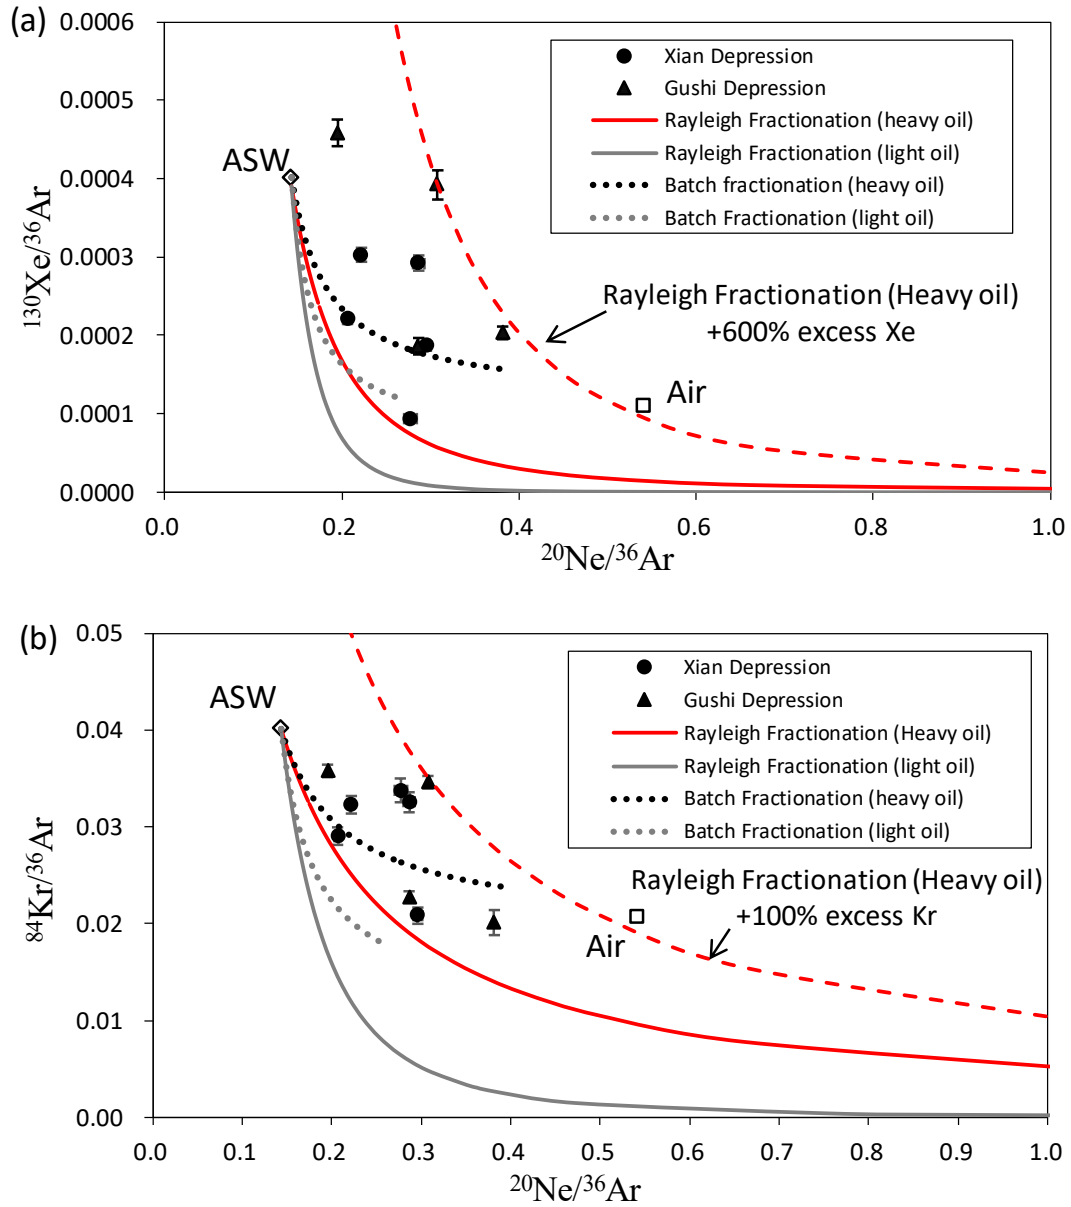 (a)
0.0006
0.0005
0.0004
0.0003
0.0002
0.0001
0.0000
¹³⁰Xe/³⁶Ar
Xian Depression
Gushi Depression
Rayleigh Fractionation (heavy oil)
Rayleigh Fractionation (light oil)
Batch fractionation (heavy oil)
Batch Fractionation (light oil)
ASW
Rayleigh Fractionation (Heavy oil)
+600% excess Xe
Air
0.0 0.2 0.4 0.6 0.8 1.0
²⁰Ne/³⁶Ar
(b)
0.05
0.04
0.03
0.02
0.01
0.00
⁸⁴Kr/³⁶Ar
Xian Depression
Gushi Depression
Rayleigh Fractionation (Heavy oil)
Rayleigh Fractionation (light oil)
Batch Fractionation (heavy oil)
Batch Fractionation (light oil)
ASW
Rayleigh Fractionation (Heavy oil)
+100% excess Kr
Air
0.0 0.1 0.2 0.3 0.4 0.5 0.6 0.7 0.8 0.9 1.0
²⁰Ne/³⁶Ar